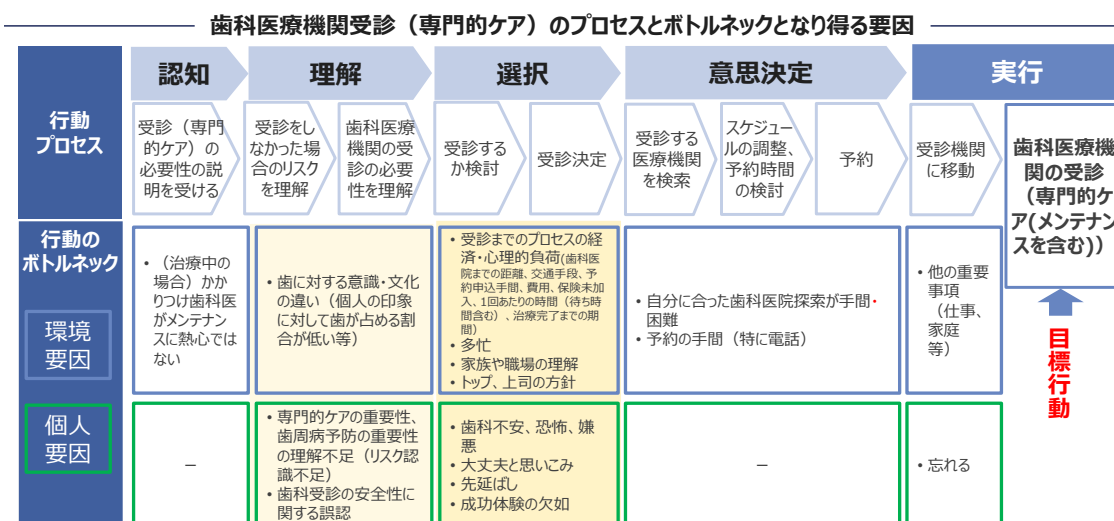 歯科医療機関受診（専門的ケア）のプロセスとボトルネックとなり得る要因
行動
プロセス
認知
理解
選択
意思決定
実行
受診（専門
的ケア）の
必要性の説
明を受ける
受診をし
なかった場
合のリスク
を理解
歯科医療
機関の受
診の必要
性を理解
受診する
か検討
受診決定
受診する
医療機関
を検索
スケジュー
ルの調整、
予約時間
の検討
予約
受診機関
に移動
歯科医療機
関の受診
（専門的ケ
ア(メンテナン
スを含む)）
行動の
ボトルネック
環境
要因
・（治療中の
場合）かか
りつけ歯科医
がメンテナン
スに熱心では
ない
・歯に対する意識・文化
の違い（個人の印象
に対して歯が占める割
合が低い等）
・受診までのプロセスの経
済・心理的負荷(歯科医
院までの距離、交通手段、予
約申込手間、費用、保険未加
入、1回あたりの時間（待ち時
間含む）、治療完了までの期
間)
・多忙
・家族や職場の理解
・トップ、上司の方針
・自分に合った歯科医院探索が手間・
困難
・予約の手間（特に電話）
・他の重要
事項
（仕事、
家庭
等）
目標行動
個人
要因
－
・専門的ケアの重要性、
歯周病予防の重要性
の理解不足（リスク認
識不足）
・歯科受診の安全性に
関する誤認
・歯科不安、恐怖、嫌
悪
・大丈夫と思いこみ
・先延ばし
・成功体験の欠如
－
・忘れる